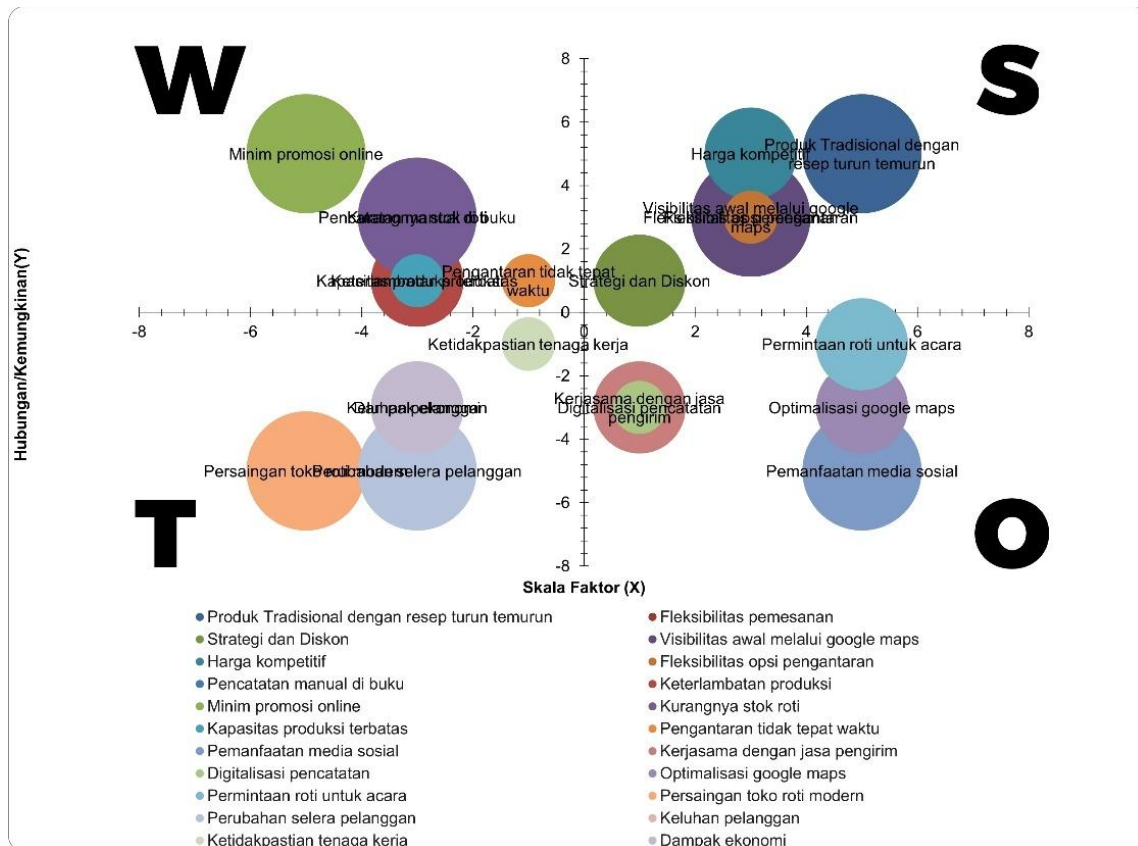 W
S
8
6
4
2
0
-2
-4
-6
-8
-8
-6
-4
-2
0
2
4
6
8
Hubungan/Kemungkinan(Y)
Minim promosi online
Harga kompetitif
Produk Tradisional dengan
resep turun temurun
Visibilitas awal melalui google
maps
Pengantaran tidak tepat
waktu
Strategi dan Diskon
Ketidakpastian tenaga kerja
Permintaan roti untuk acara
Kerjasama dengan jasa
pengirim
Digitalisasi pencatatan
Optimalisasi google maps
Persaingan toko roti modern
Perubahan selera pelanggan
Pemanfaatan media sosial
T
O
Skala Faktor (X)
Produk Tradisional dengan resep turun temurun
Fleksibilitas pemesanan
Strategi dan Diskon
Visibilitas awal melalui google maps
Harga kompetitif
Fleksibilitas opsi pengantaran
Pencatatan manual di buku
Keterlambatan produksi
Minim promosi online
Kurangnya stok roti
Kapasitas produksi terbatas
Pengantaran tidak tepat waktu
Pemanfaatan media sosial
Kerjasama dengan jasa pengirim
Digitalisasi pencatatan
Optimalisasi google maps
Permintaan roti untuk acara
Persaingan toko roti modern
Perubahan selera pelanggan
Keluhan pelanggan
Ketidakpastian tenaga kerja
Dampak ekonomi